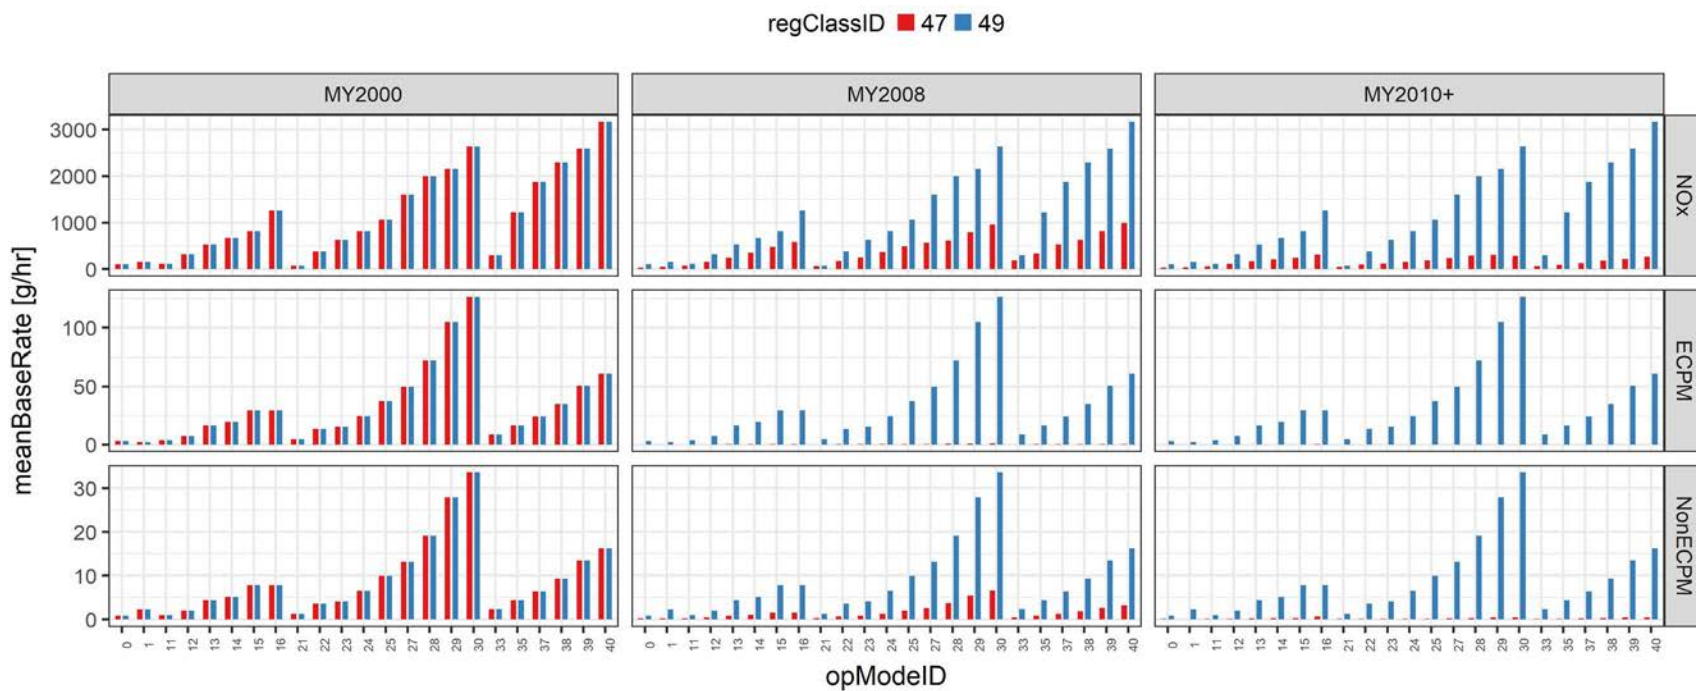 regClassID 47 49
MY2000 MY2008 MY2010+
3000
2000
1000
0
NOx
100
50
0
ECPM
30
20
10
0
NonECPM
meanBaseRate [g/hr]
0 1 11 12 13 14 15 16 21 22 23 24 25 27 28 29 30 33 35 37 38 39 40 0 1 11 12 13 14 15 16 21 22 23 24 25 27 28 29 30 33 35 37 38 39 40 0 1 11 12 13 14 15 16 21 22 23 24 25 27 28 29 30 33 35 37 38 39 40
opModeID